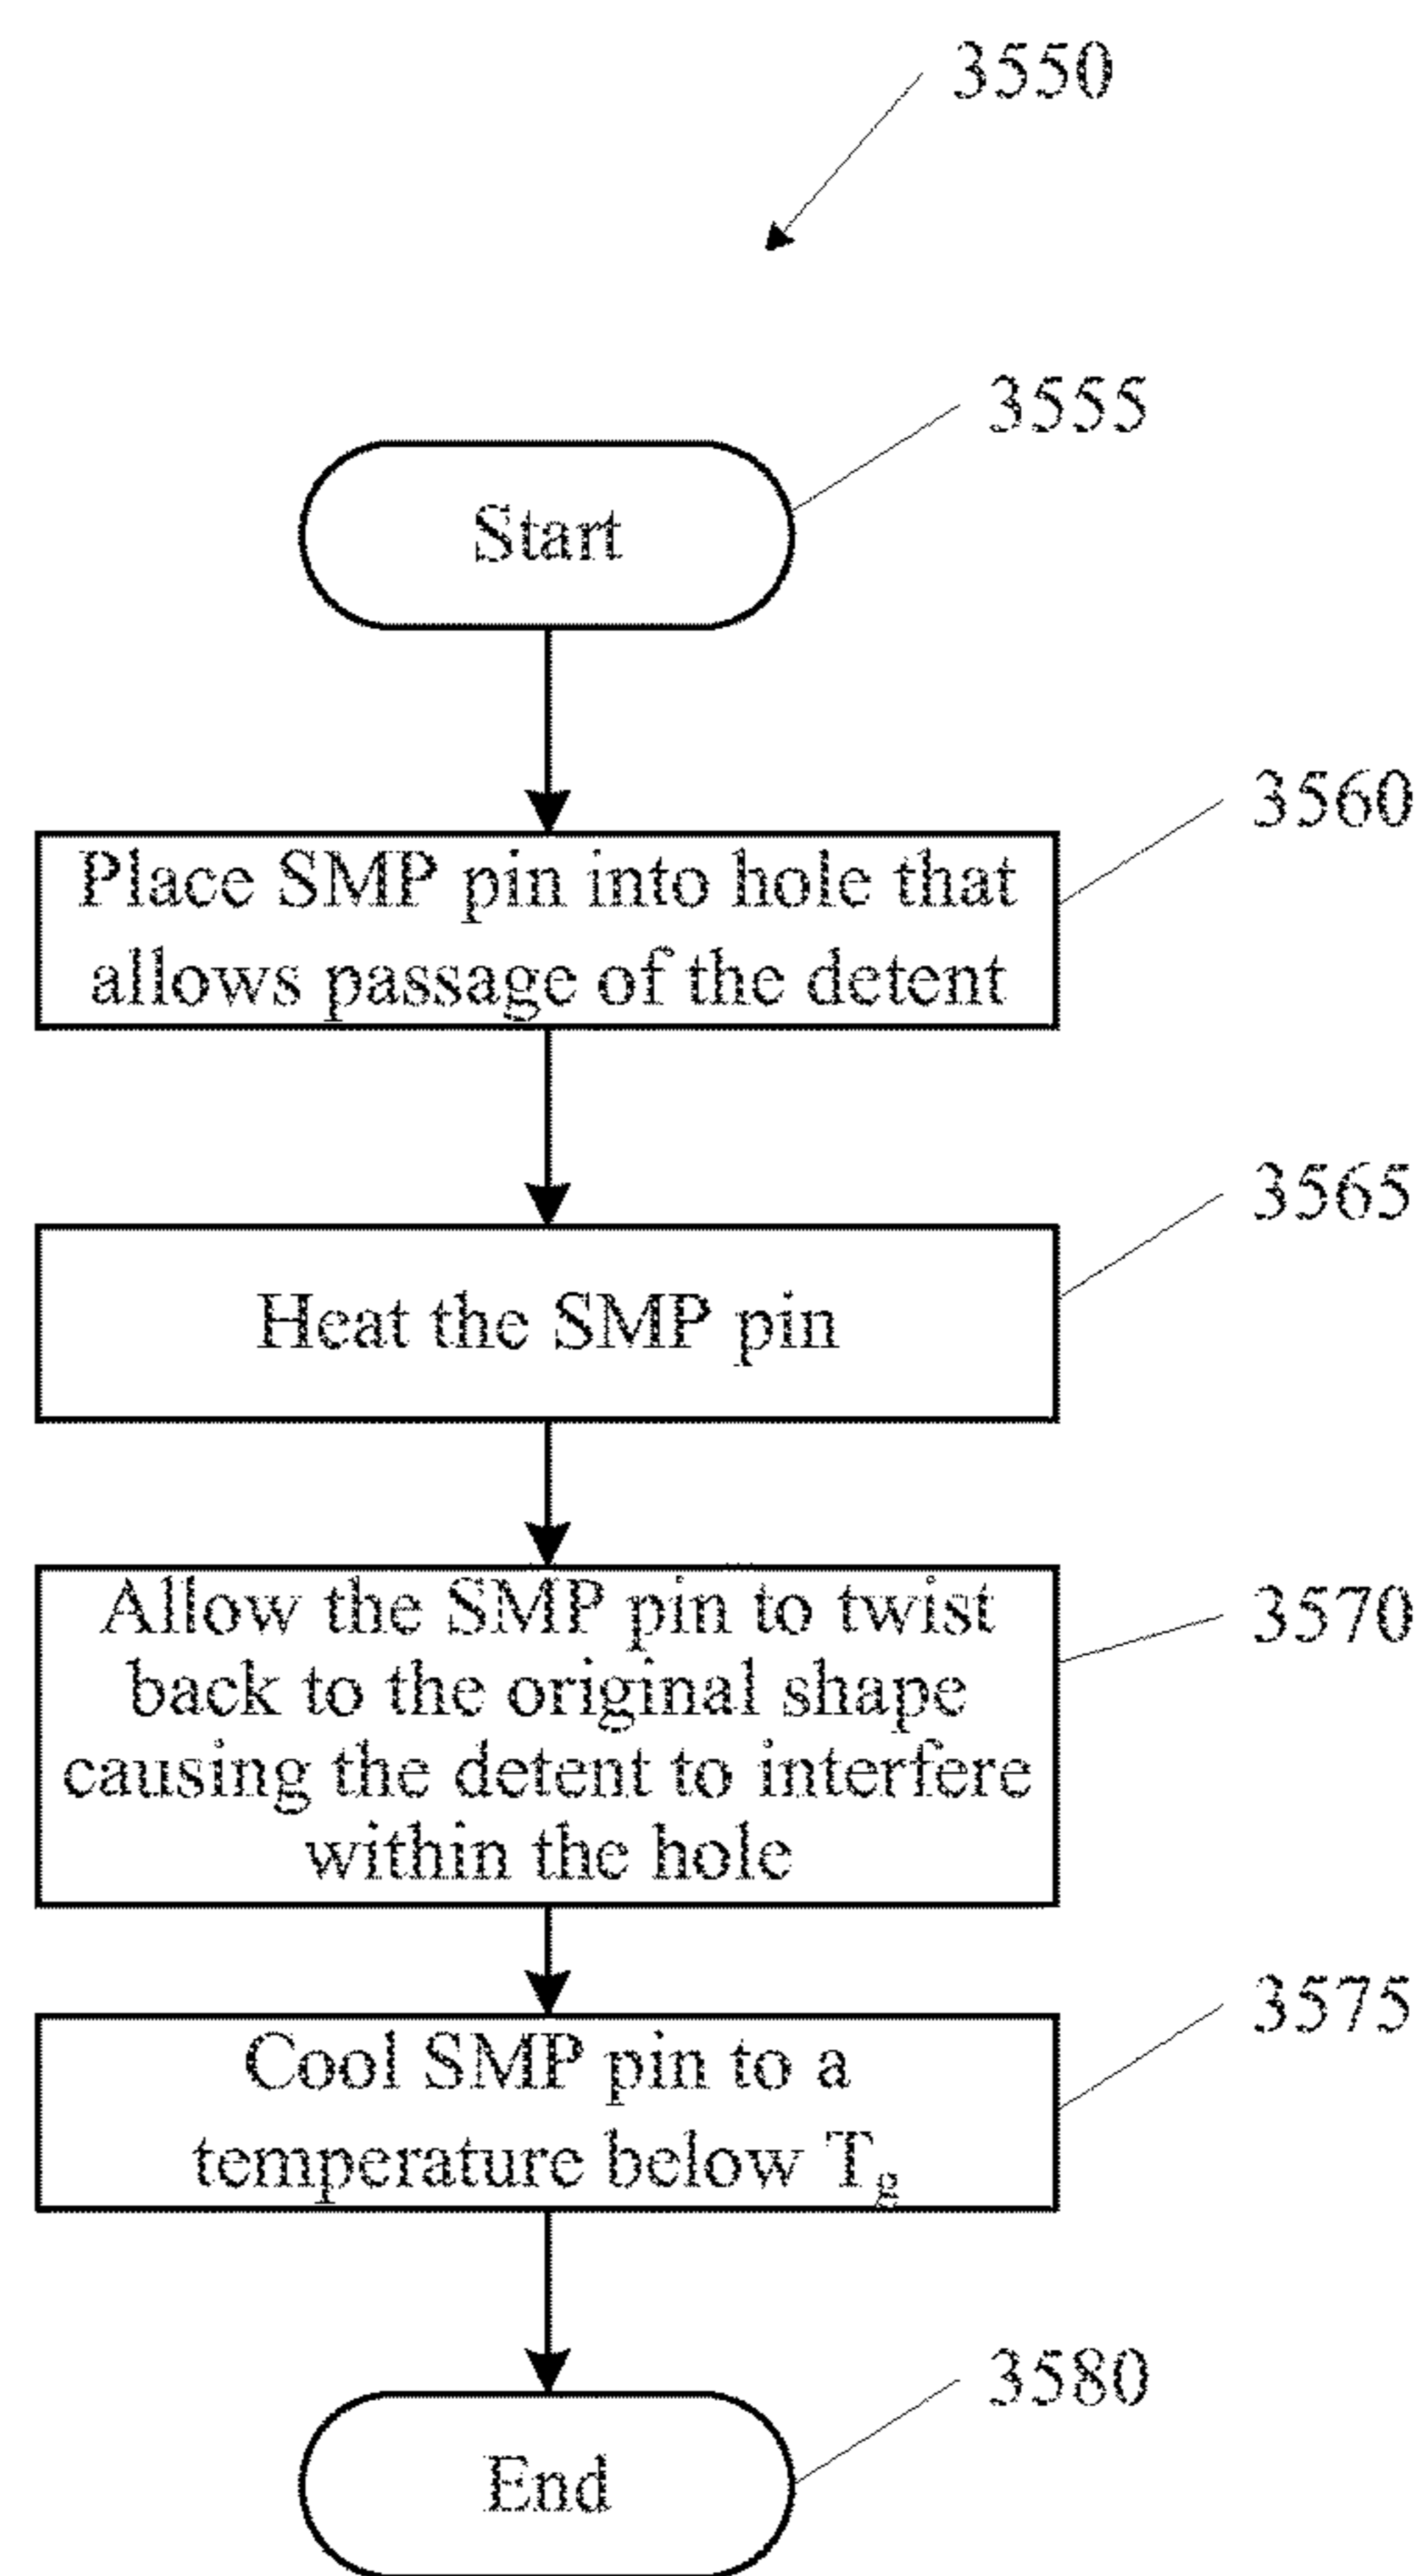 3550
3555
Start
3560
Place SMP pin into hole that
allows passage of the detent
3565
Heat the SMP pin
3570
Allow the SMP pin to twist
back to the original shape
causing the detent to interfere
within the hole
3575
Cool SMP pin to a
temperature below Tg
3580
End